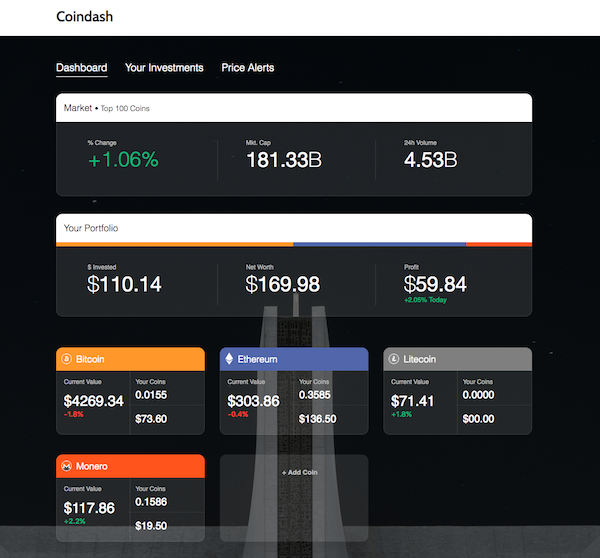 Coindash
Dashboard Your Investments Price Alerts
Market • Top 100 Coins
% Change Mkt. Cap 24h Volume
+1.06% 181.33B 4.53B
Your Portfolio
$ Invested Net Worth Profit
$110.14 $169.98 $59.84
+2.05% Today
Bitcoin Ethereum Litecoin
Current Value Your Coins Current Value Your Coins Current Value Your Coins
$4269.34 0.0155 $303.86 0.3585 $71.41 0.0000
-1.8% $73.60 -0.4% $136.50 +1.8% $00.00
Monero
Current Value Your Coins
+ Add Coin
$117.86 0.1586
+2.2% $19.50